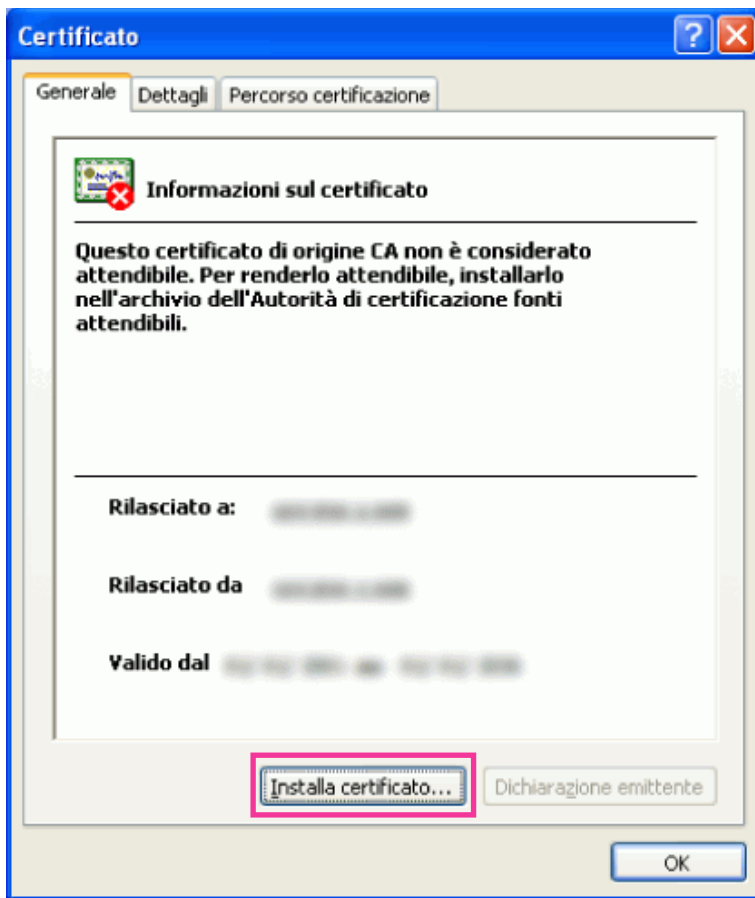 Certificato
Generale Dettagli Percorso certificazione
Informazioni sul certificato
Questo certificato di origine CA non è considerato
attendibile. Per renderlo attendibile, installarlo
nell'archivio dell'Autorità di certificazione fonti
attendibili.
Rilasciato a:
Rilasciato da
Valido dal
Installa certificato... Dichiarazione emittente
OK